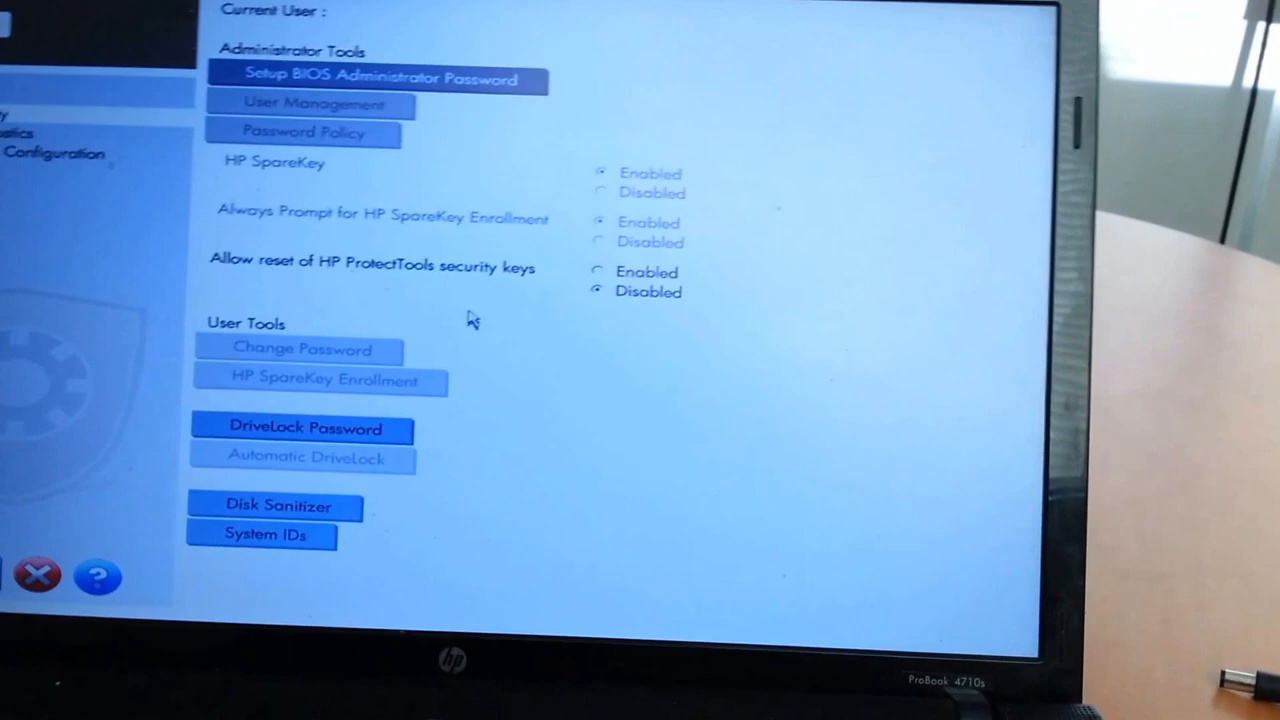 Current User :
Administrator Tools
Setup BIOS Administrator Password
User Management
Password Policy
Configuration
HP SpareKey
Enabled
Disabled
Always Prompt for HP SpareKey Enrollment
Enabled
Disabled
Allow reset of HP ProtectTools security keys
Enabled
Disabled
User Tools
Change Password
HP SpareKey Enrollment
DriveLock Password
Automatic DriveLock
Disk Sanitizer
System IDs
?
hp
ProBook 4710s